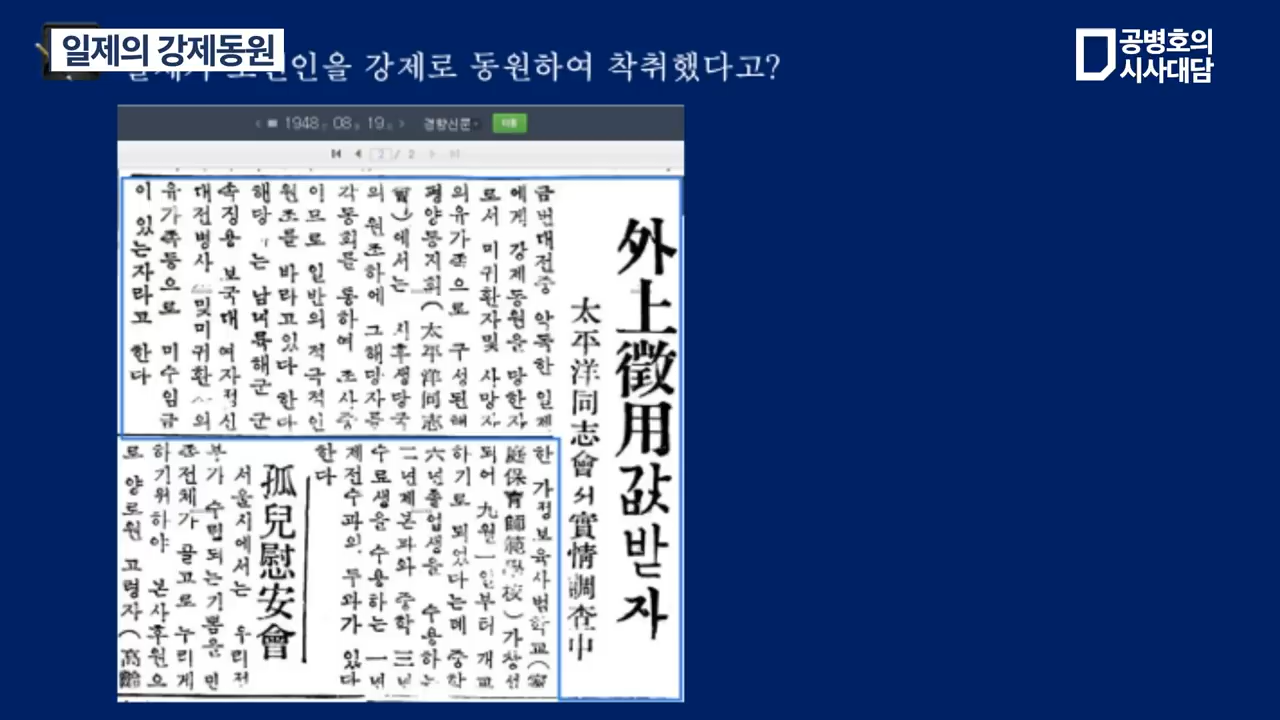 일제의 강제동원
인을 강제로 동원하여 착취했다고?
공병호의
시사대담
1948 08 19 경향신문
2 / 2
外上徵用값받자
太平洋同志會서實情調査中
금번대전중 악독한 일제
에게 강제동원을 당한자
로서 미귀환자및 사망자
의유가족으로 구성된
평양동지회(太平洋同志
會)에서는 시후생당국
의 원조하에 그해당자를
각동회를 통하여 조사중
이므로 일반의 적극적인
원조를 바라고있다 한다
해당 는 남녀륙해군 군
속징용 보국대 여자정신
대전병사 및미귀환 의
유가족등으로 미수임금
이 있는자라고 한다
한 가정보육사범학교(家
庭保育師範學校)가창설
되어 九월一일부터 개교
하기로 되었다는데 중학
六년졸업생을 수용하는
二년제본과와 중학 三년
수료생을 수용하는 一년
제전수과의 두과가 있다
한다
孤兒慰安會
서울시에서는 우리정
부가 수립되는기쁨을 민
족전체가 골고로 누리게
하기위하야 본사후원으
로 양로원 고령자(高齡